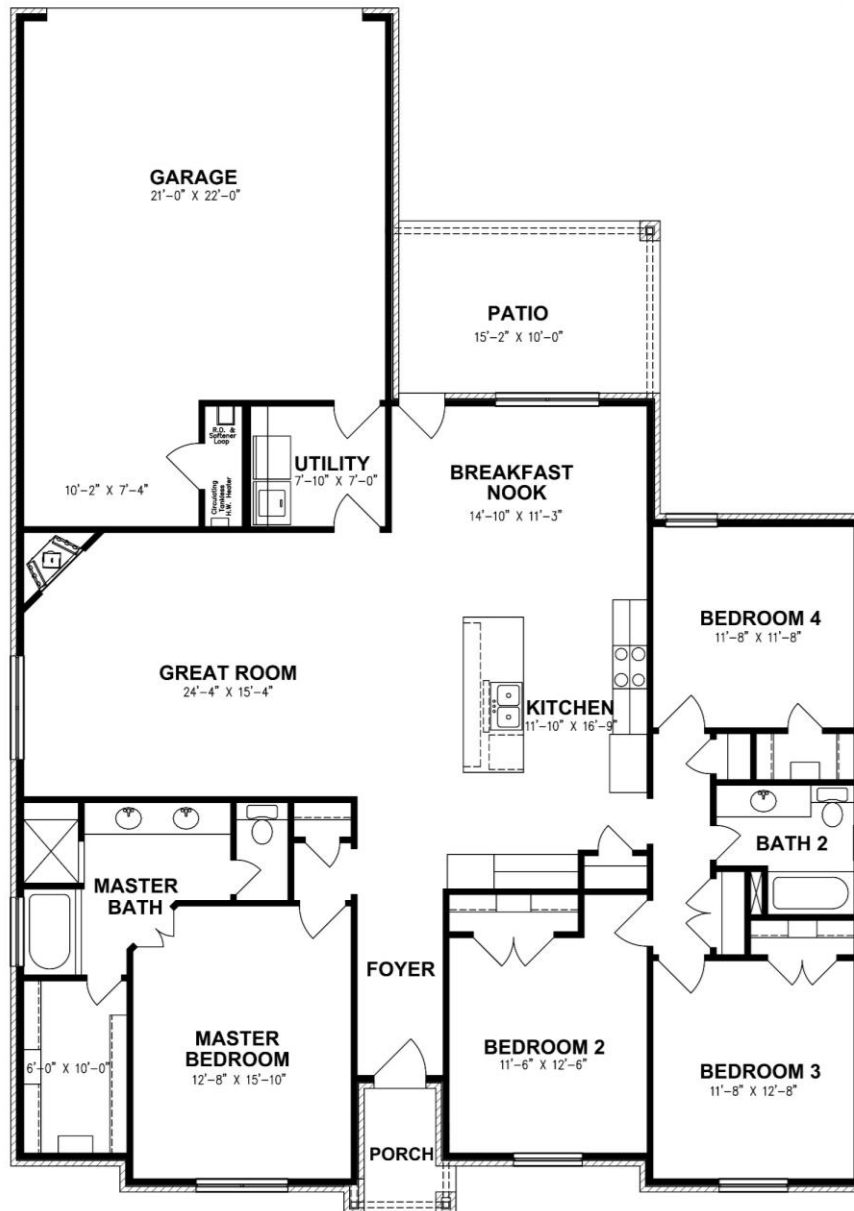 GARAGE
21'-0" X 22'-0"
PATIO
15'-2" X 10'-0"
R.O. &
Softener
Loop
Circulating
Tankless
H.W. Heater
10'-2" X 7'-4"
UTILITY
7'-10" X 7'-0"
BREAKFAST
NOOK
14'-10" X 11'-3"
BEDROOM 4
11'-8" X 11'-8"
GREAT ROOM
24'-4" X 15'-4"
KITCHEN
11'-10" X 16'-9"
BATH 2
MASTER
BATH
FOYER
6'-0" X 10'-0"
MASTER
BEDROOM
12'-8" X 15'-10"
BEDROOM 2
11'-6" X 12'-6"
BEDROOM 3
11'-8" X 12'-8"
PORCH